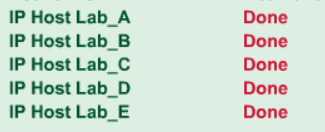 IP Host Lab_A Done
IP Host Lab_B Done
IP Host Lab_C Done
IP Host Lab_D Done
IP Host Lab_E Done